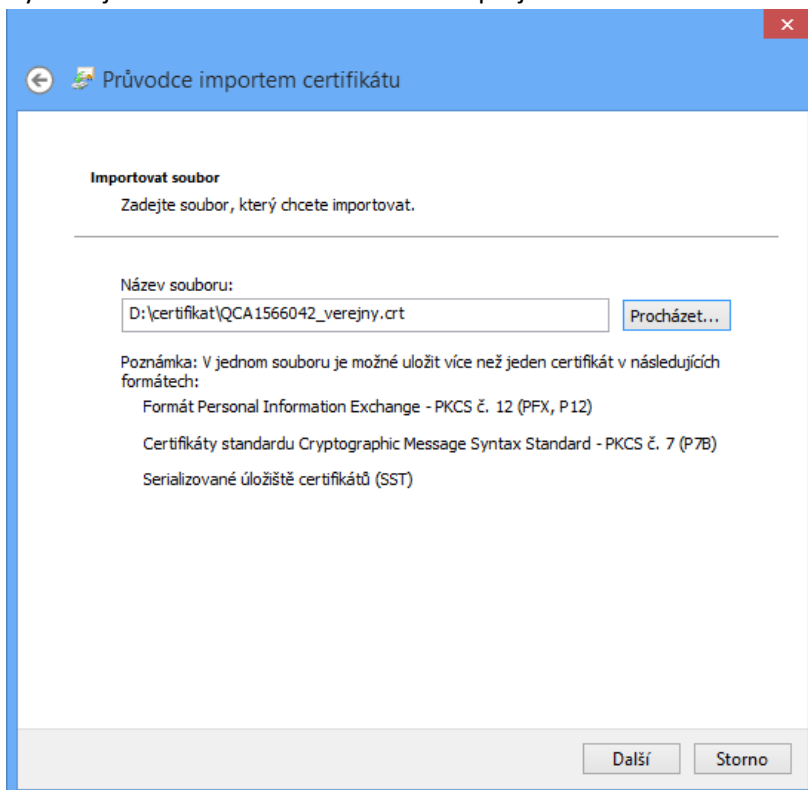 Průvodce importem certifikátu
Importovat soubor
Zadejte soubor, který chcete importovat.
Název souboru:
D:\certifikat\QCA1566042_verejny.crt
Procházet...
Poznámka: V jednom souboru je možné uložit více než jeden certifikát v následujících
formátech:
Formát Personal Information Exchange - PKCS č. 12 (PFX, P12)
Certifikáty standardu Cryptographic Message Syntax Standard - PKCS č. 7 (P7B)
Serializované úložiště certifikátů (SST)
Další
Storno